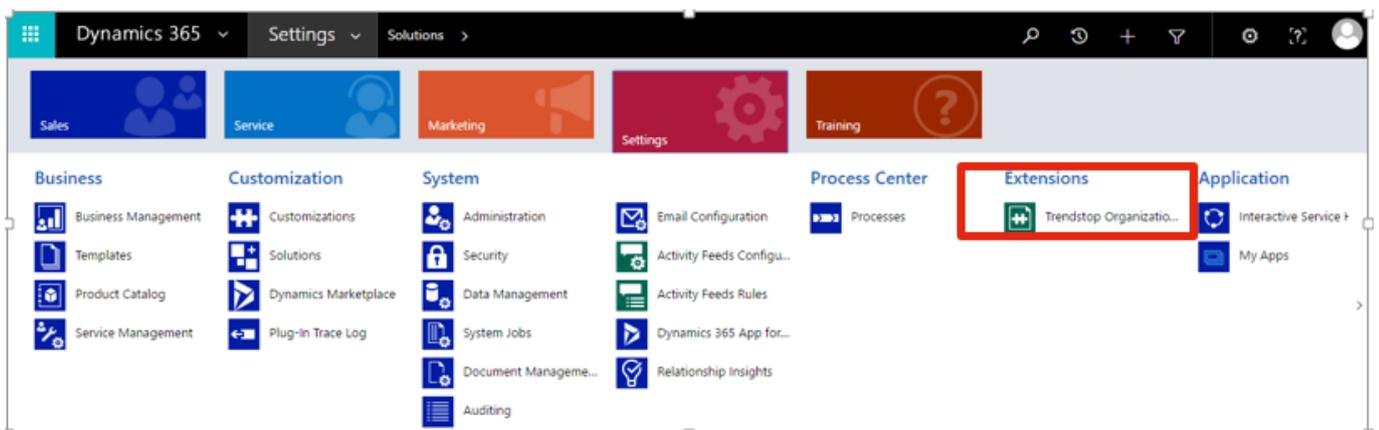 Dynamics 365 Settings Solutions >
Sales Service Marketing Settings Training
Business
Business Management
Templates
Product Catalog
Service Management
Customization
Customizations
Solutions
Dynamics Marketplace
Plug-In Trace Log
System
Administration
Security
Data Management
System Jobs
Document Manageme...
Auditing
Email Configuration
Activity Feeds Configu...
Activity Feeds Rules
Dynamics 365 App for...
Relationship Insights
Process Center
Processes
Extensions
Trendstop Organizatio...
Application
Interactive Service H
My Apps